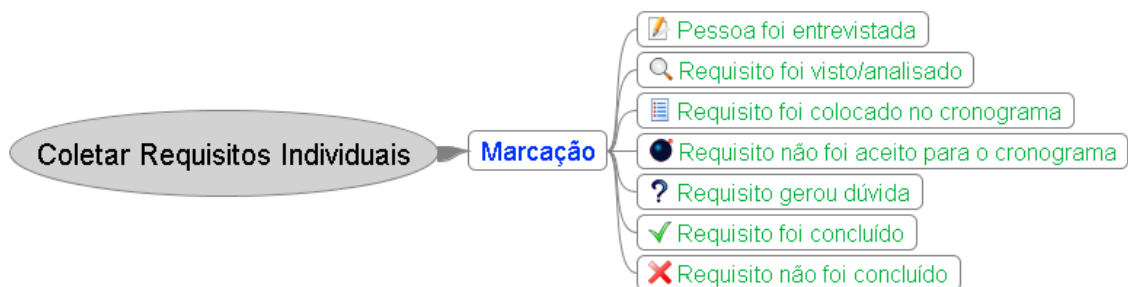 Coletar Requisitos Individuais
Marcação
Pessoa foi entrevistada
Requisito foi visto/analisado
Requisito foi colocado no cronograma
Requisito não foi aceito para o cronograma
Requisito gerou dúvida
Requisito foi concluído
Requisito não foi concluído